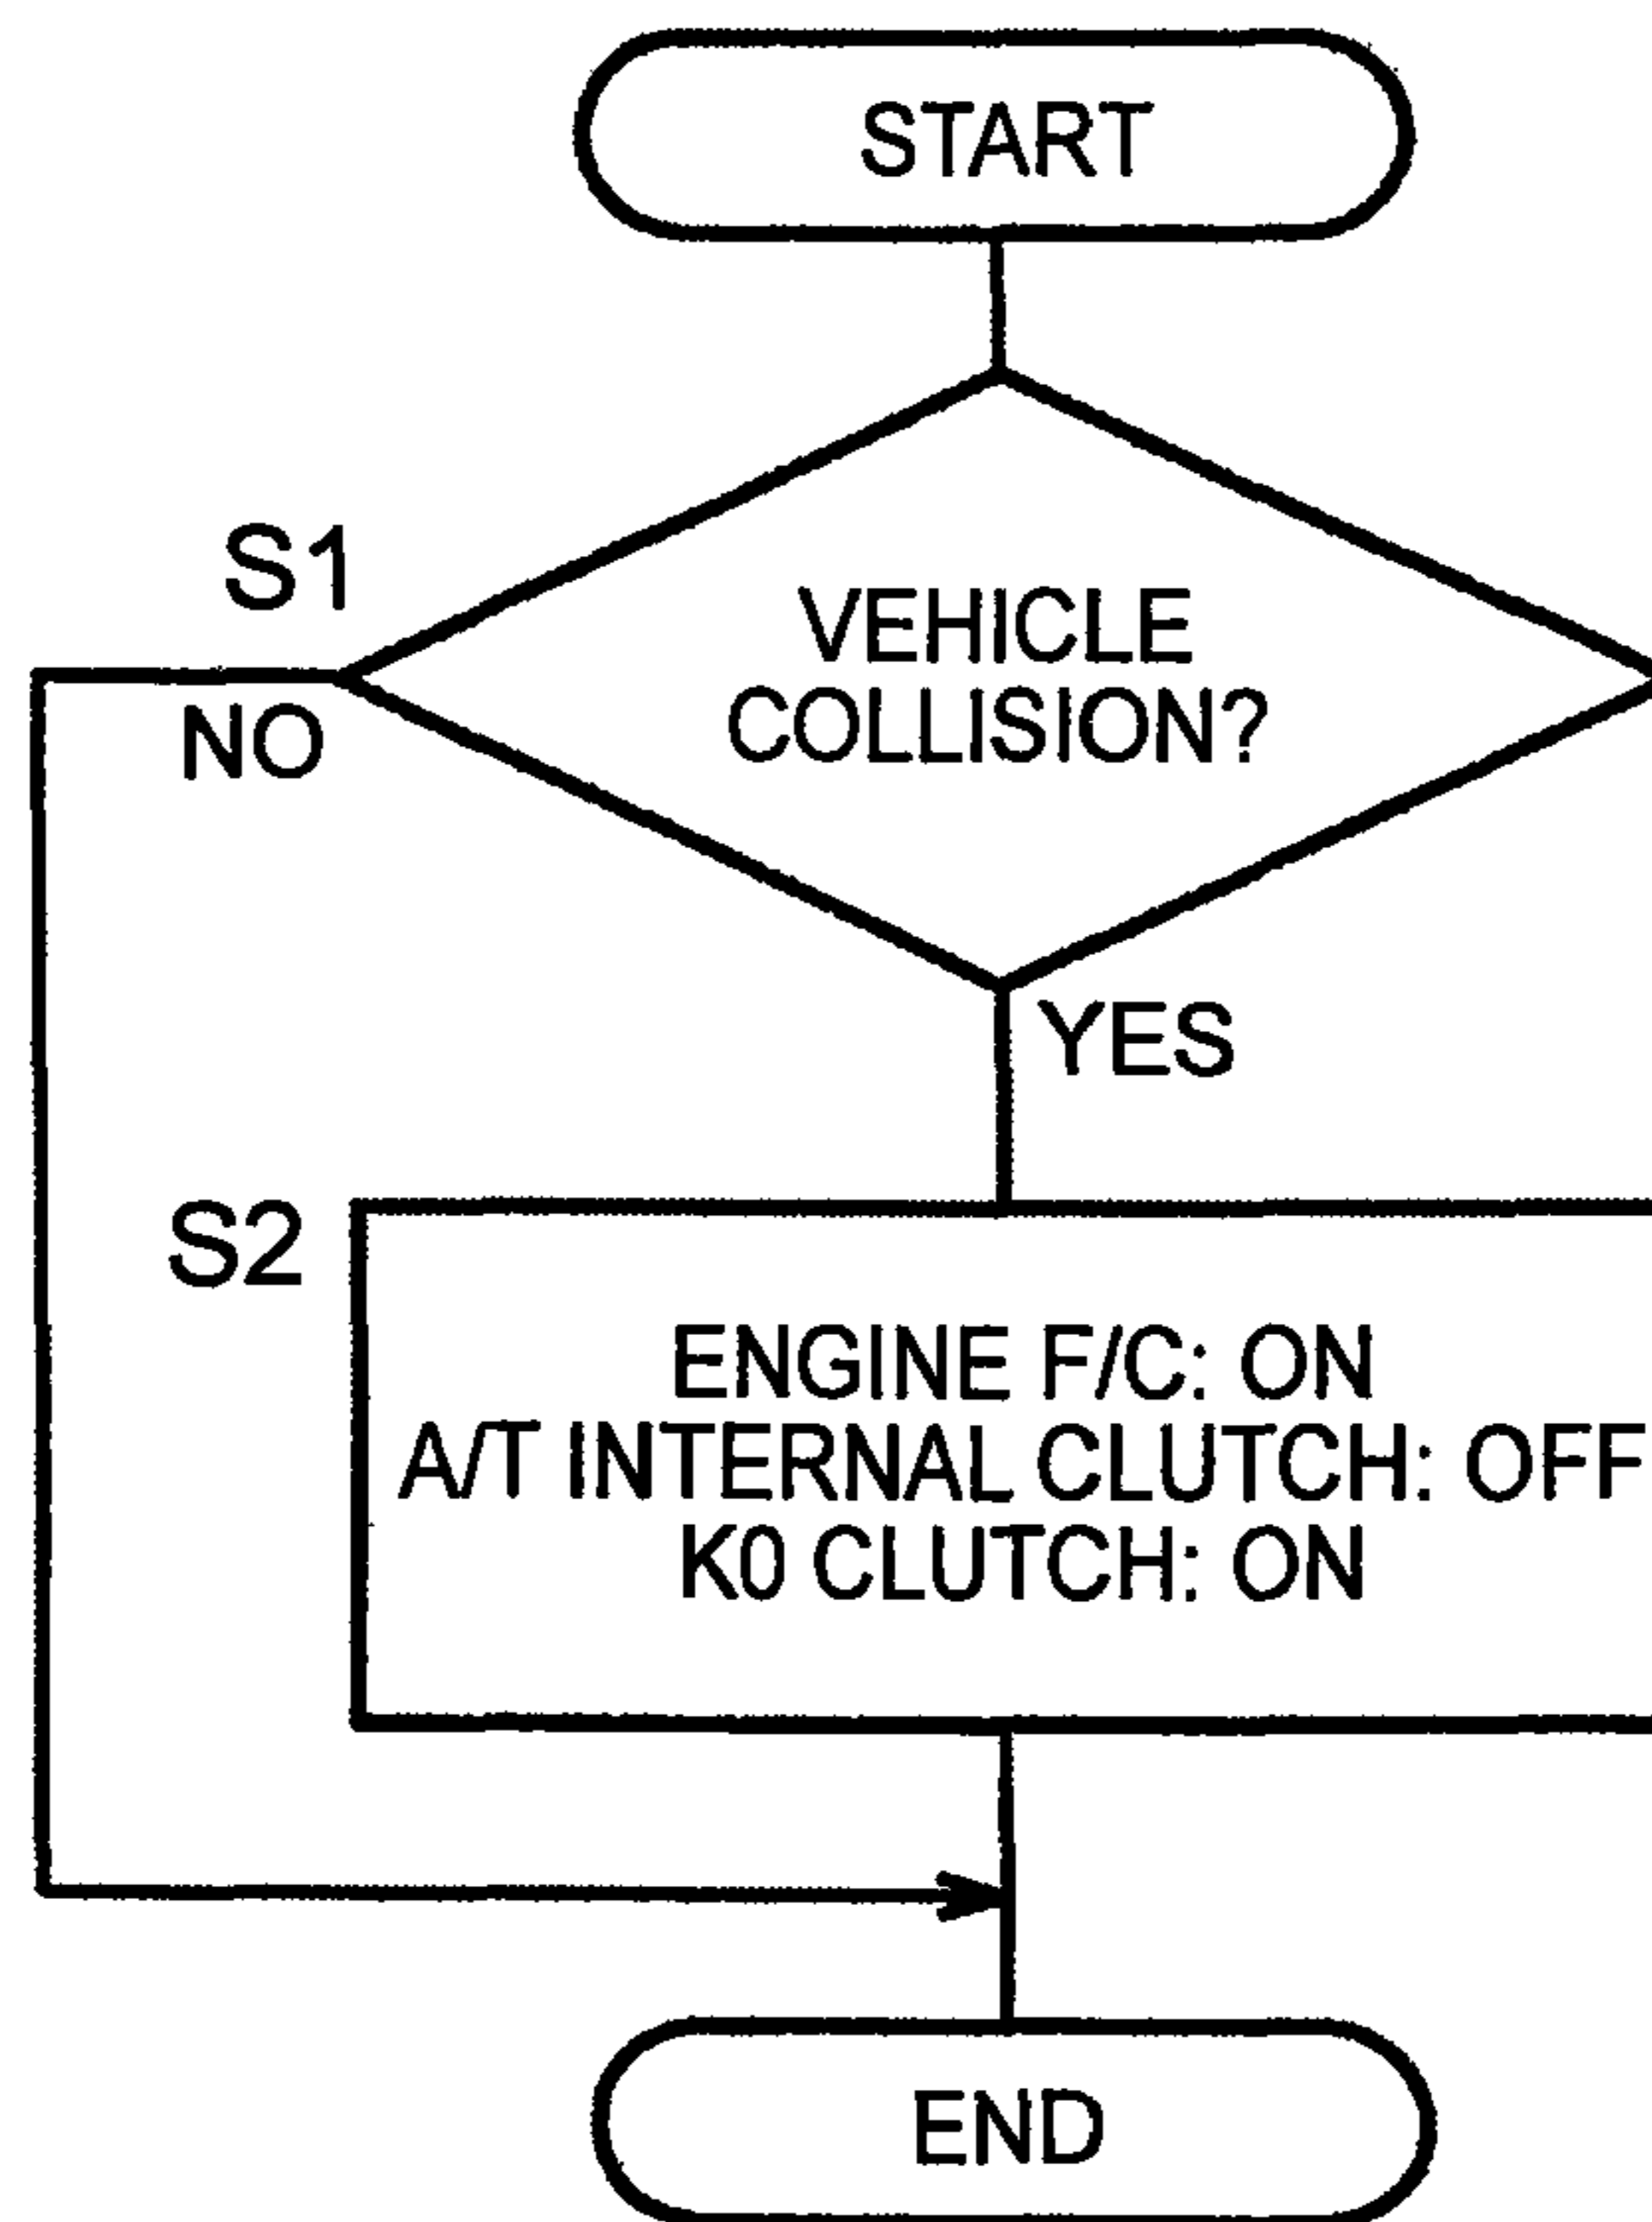 START
S1
VEHICLE
COLLISION?
NO
YES
S2
ENGINE F/C: ON
A/T INTERNAL CLUTCH: OFF
K0 CLUTCH: ON
END